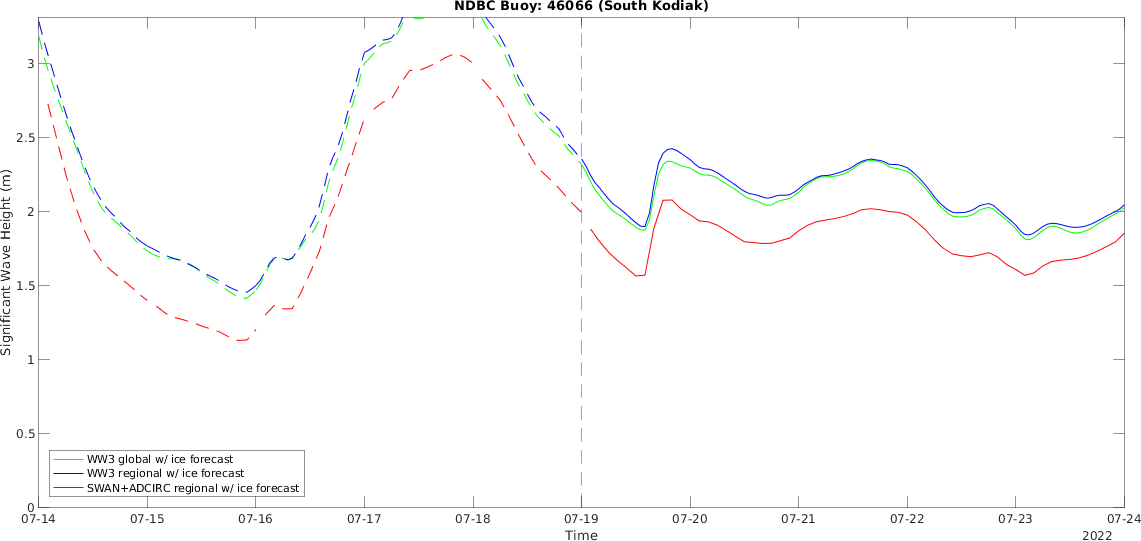 NDBC Buoy: 46066 (South Kodiak)
3
2.5
2
1.5
1
0.5
0
Significant Wave Height (m)
WW3 global w/ ice forecast
WW3 regional w/ ice forecast
SWAN+ADCIRC regional w/ ice forecast
07-14 07-15 07-16 07-17 07-18 07-19 07-20 07-21 07-22 07-23 07-24
Time
2022